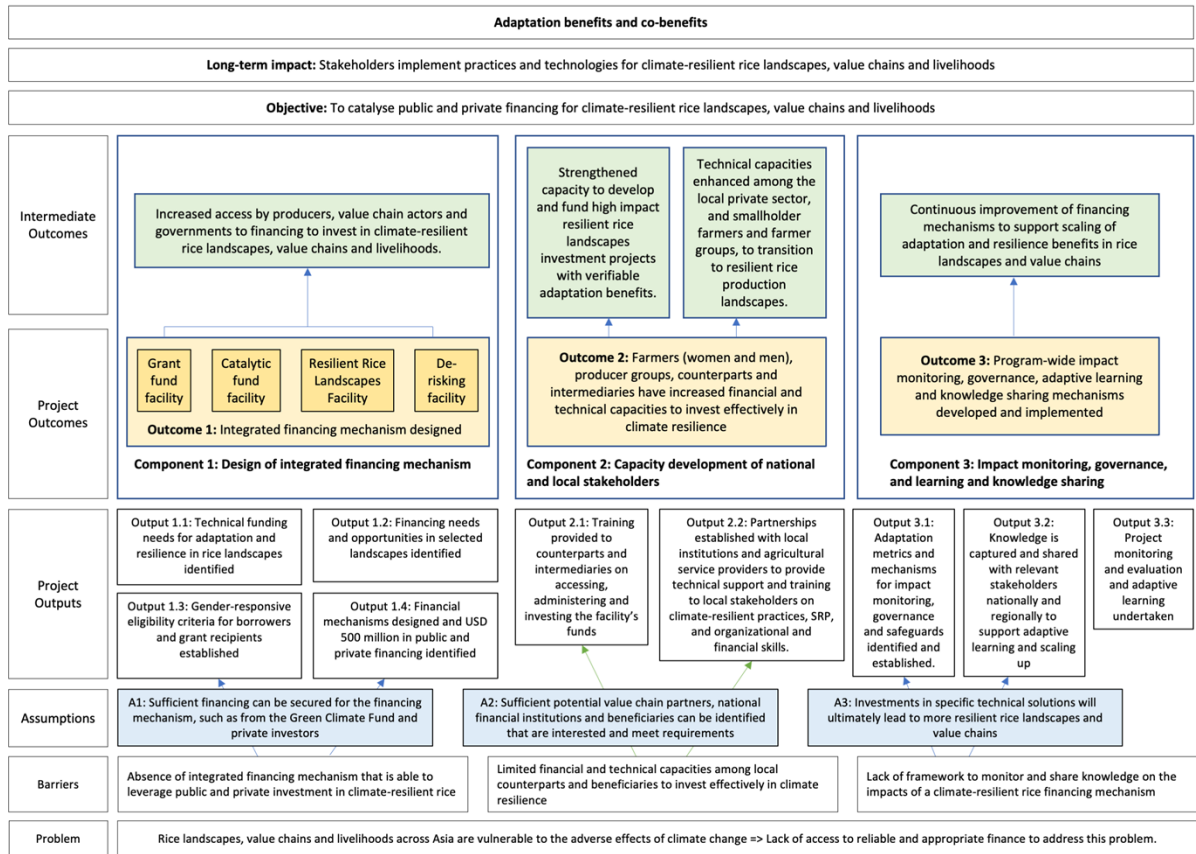 Adaptation benefits and co-benefits
Long-term impact: Stakeholders implement practices and technologies for climate-resilient rice landscapes, value chains and livelihoods
Objective: To catalyse public and private financing for climate-resilient rice landscapes, value chains and livelihoods
Intermediate
Outcomes
Increased access by producers, value chain actors and
governments to financing to invest in climate-resilient
rice landscapes, value chains and livelihoods.
Strengthened
capacity to develop
and fund high impact
resilient rice
landscapes
investment projects
with verifiable
adaptation benefits.
Technical capacities
enhanced among the
local private sector,
and smallholder
farmers and farmer
groups, to transition
to resilient rice
production
landscapes.
Continuous improvement of financing
mechanisms to support scaling of
adaptation and resilience benefits in rice
landscapes and value chains
Project
Outcomes
Grant
fund
facility
Catalytic
fund
facility
Resilient Rice
Landscapes
Facility
De-
risking
facility
Outcome 1: Integrated financing mechanism designed
Component 1: Design of integrated financing mechanism
Outcome 2: Farmers (women and men),
producer groups, counterparts and
intermediaries have increased financial and
technical capacities to invest effectively in
climate resilience
Component 2: Capacity development of national
and local stakeholders
Outcome 3: Program-wide impact
monitoring, governance, adaptive learning
and knowledge sharing mechanisms
developed and implemented
Component 3: Impact monitoring, governance,
and learning and knowledge sharing
Project
Outputs
Output 1.1: Technical funding
needs for adaptation and
resilience in rice landscapes
identified
Output 1.2: Financing needs
and opportunities in selected
landscapes identified
Output 1.3: Gender-responsive
eligibility criteria for borrowers
and grant recipients
established
Output 1.4: Financial
mechanisms designed and USD
500 million in public and
private financing identified
Output 2.1: Training
provided to
counterparts and
intermediaries on
accessing,
administering and
investing the facility's
funds
Output 2.2: Partnerships
established with local
institutions and agricultural
service providers to provide
technical support and training
to local stakeholders on
climate-resilient practices, SRP,
and organizational and
financial skills.
Output 3.1:
Adaptation
metrics and
mechanisms
for impact
monitoring,
governance
and safeguards
identified and
established.
Output 3.2:
Knowledge is
captured and shared
with relevant
stakeholders
nationally and
regionally to
support adaptive
learning and scaling
up
Output 3.3:
Project
monitoring
and evaluation
and adaptive
learning
undertaken
Assumptions
A1: Sufficient financing can be secured for the financing
mechanism, such as from the Green Climate Fund and
private investors
A2: Sufficient potential value chain partners, national
financial institutions and beneficiaries can be identified
that are interested and meet requirements
A3: Investments in specific technical solutions will
ultimately lead to more resilient rice landscapes and
value chains
Barriers
Absence of integrated financing mechanism that is able to
leverage public and private investment in climate-resilient rice
Limited financial and technical capacities among local
counterparts and beneficiaries to invest effectively in climate
resilience
Lack of framework to monitor and share knowledge on the
impacts of a climate-resilient rice financing mechanism
Problem
Rice landscapes, value chains and livelihoods across Asia are vulnerable to the adverse effects of climate change => Lack of access to reliable and appropriate finance to address this problem.